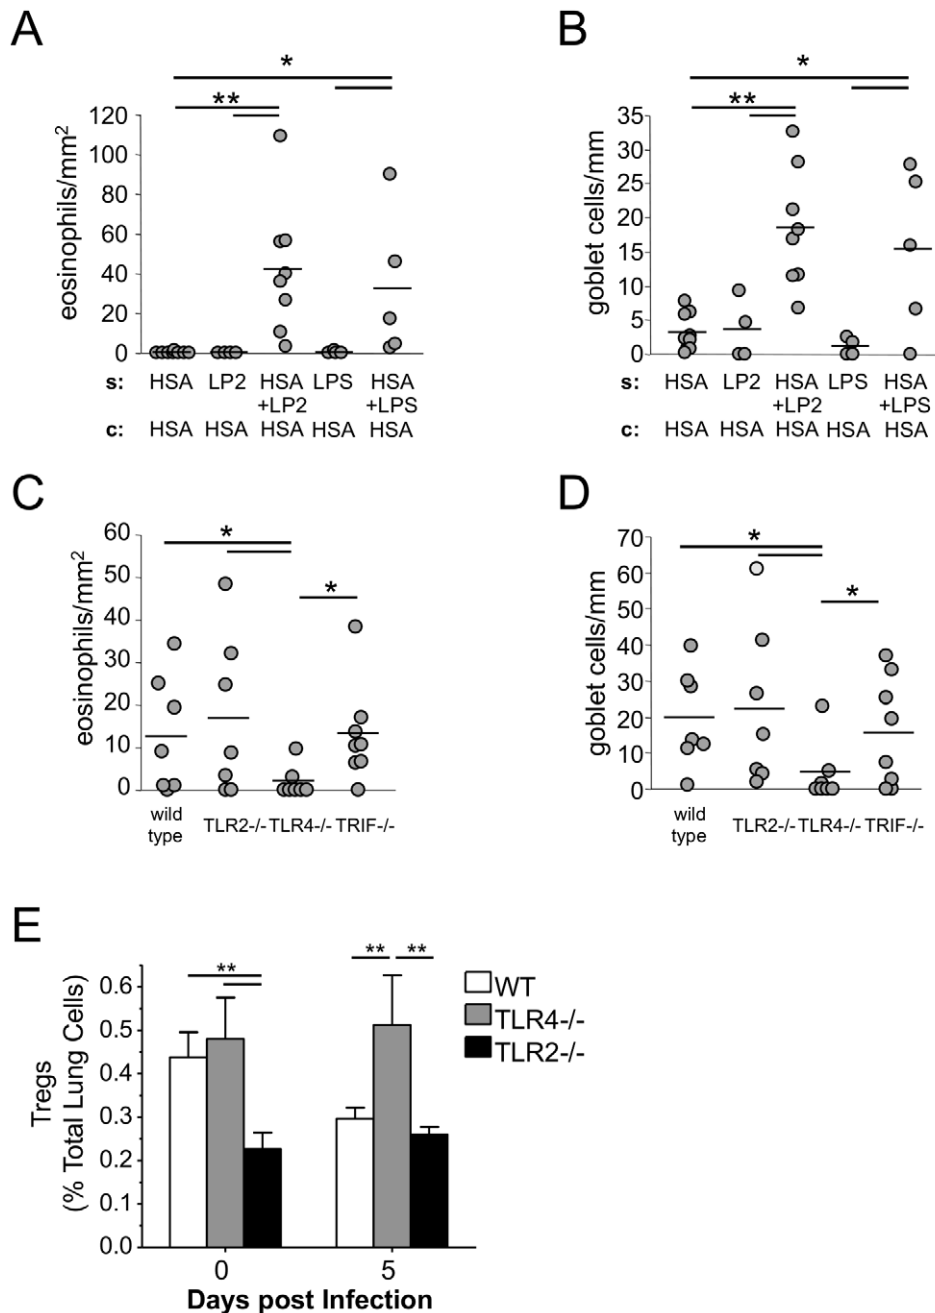 A
*
**
eosinophils/mm²
120
100
80
60
40
20
0
s: HSA LP2 HSA LPS HSA
+LP2 +LPS
c: HSA HSA HSA HSA HSA
B
*
**
goblet cells/mm
35
30
25
20
15
10
5
0
s: HSA LP2 HSA LPS HSA
+LP2 +LPS
c: HSA HSA HSA HSA HSA
C
*
*
eosinophils/mm²
60
50
30
20
10
0
wild
type TLR2-/- TLR4-/- TRIF-/-
D
*
*
goblet cells/mm
70
60
50
40
30
20
10
0
wild
type TLR2-/- TLR4-/- TRIF-/-
E
**
** **
Tregs
(% Total Lung Cells)
0.6
0.5
0.4
0.3
0.2
0.1
0.0
WT
TLR4-/-
TLR2-/-
0 5
Days post Infection